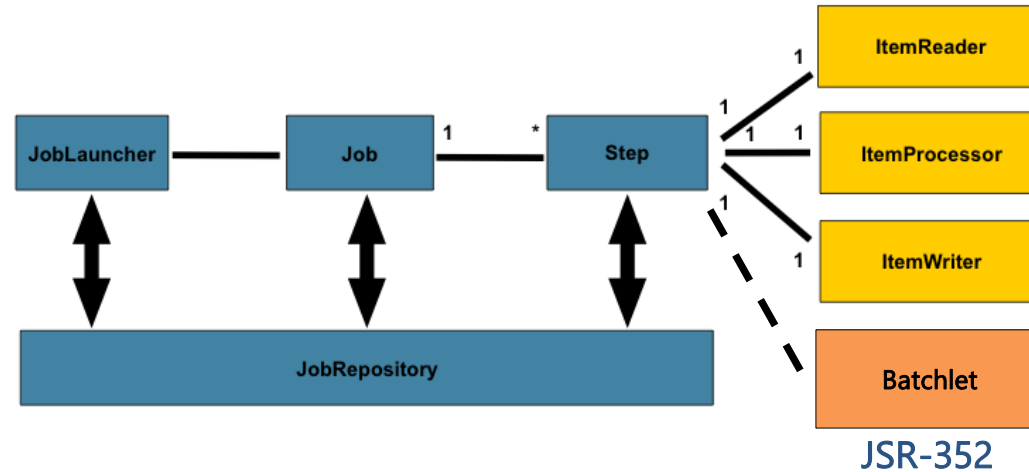 ItemReader
1
1
JobLauncher
Job
1
*
Step
1
1
ItemProcessor
1
1
ItemWriter
JobRepository
Batchlet
JSR-352